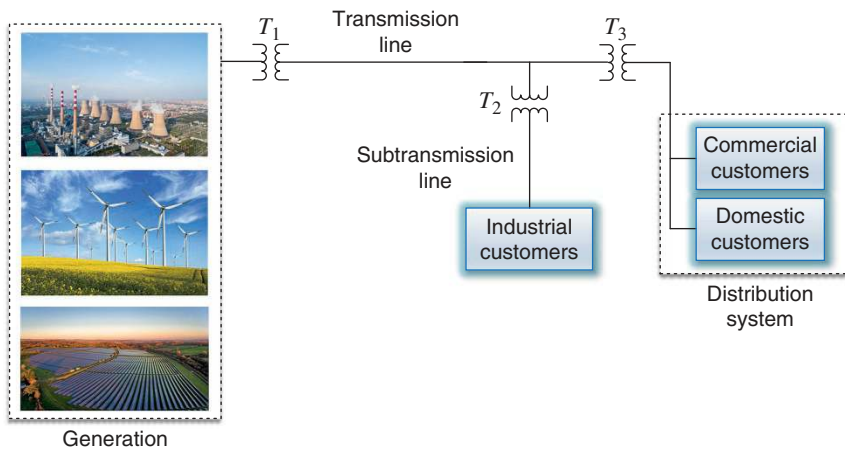 Transmission
line
T1
T3
T2
Subtransmission
line
Industrial
customers
Commercial
customers
Domestic
customers
Distribution
system
Generation